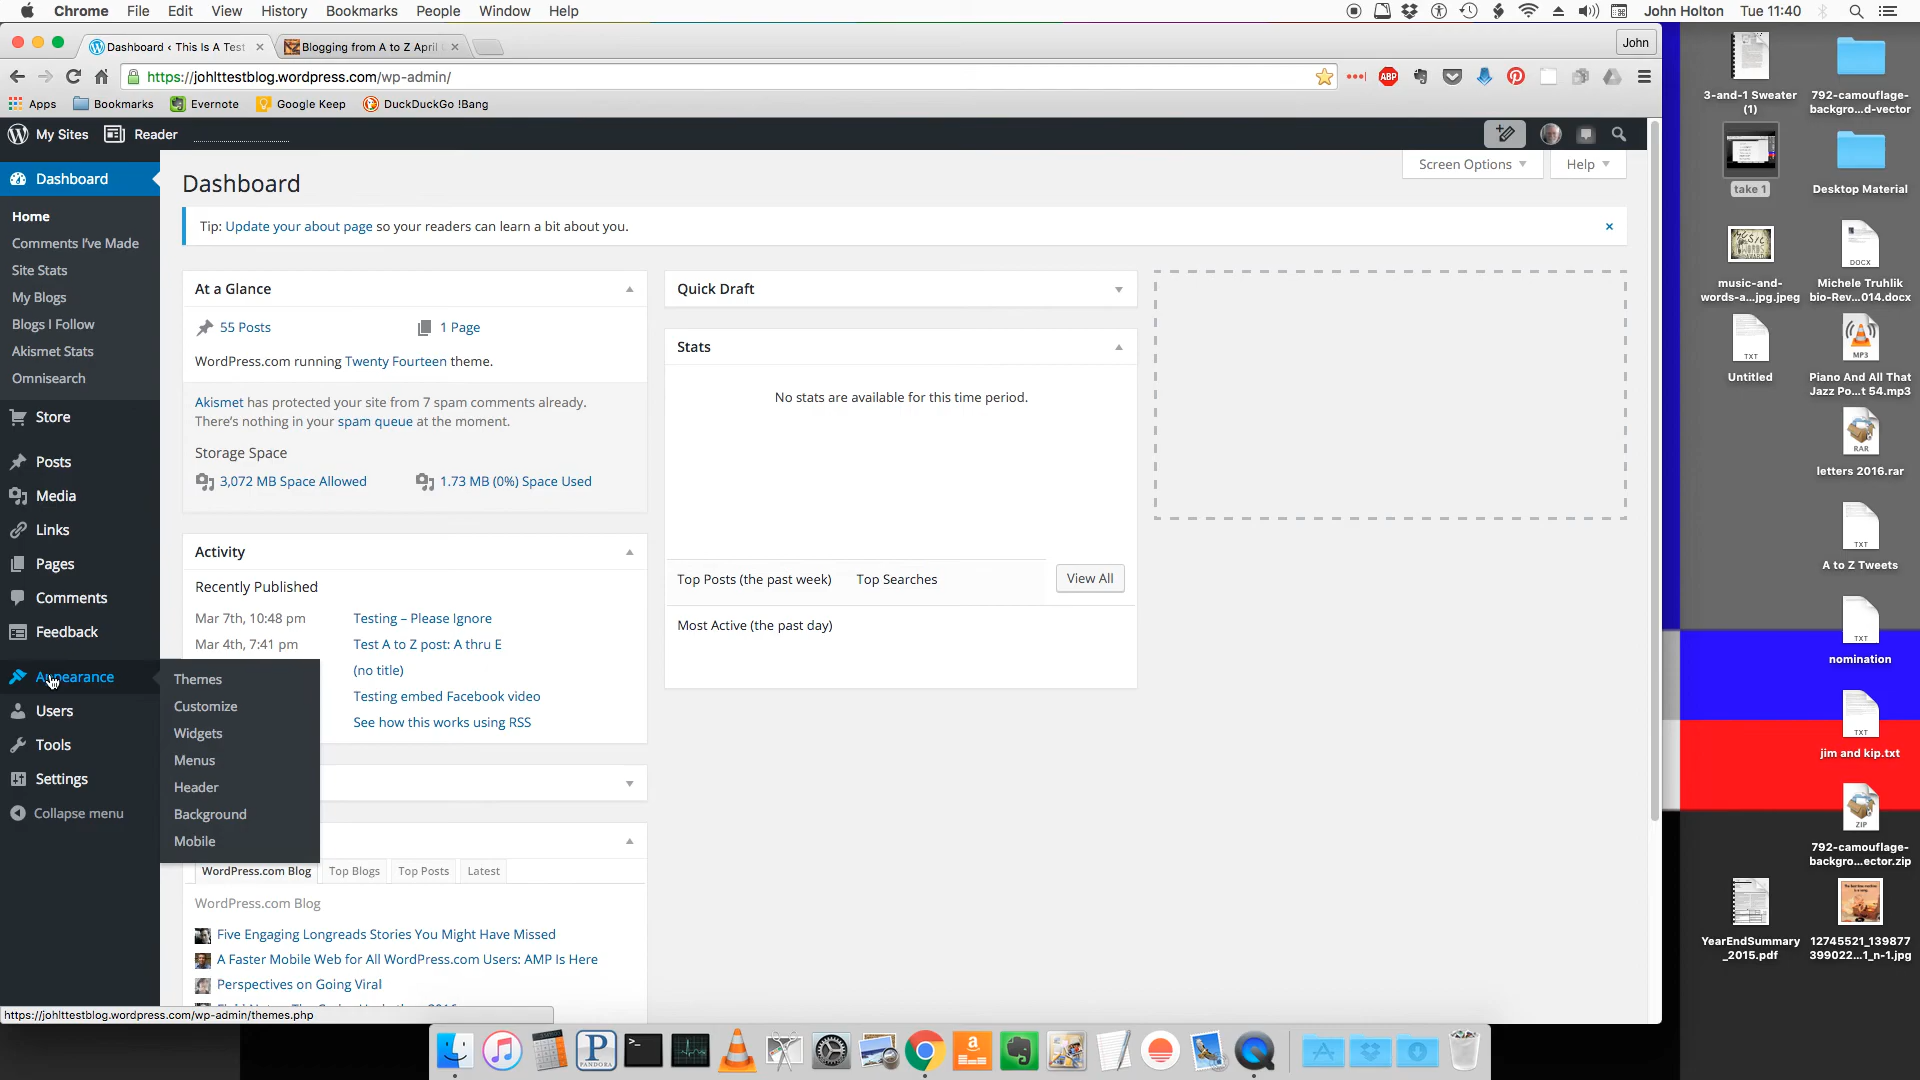 Chrome File Edit View History Bookmarks People Window Help John Holton Tue 11:40
Dashboard ‹ This Is A Test
Blogging from A to Z April
John
https://johlttestblog.wordpress.com/wp-admin/
ABP
Apps Bookmarks Evernote Google Keep DuckDuckGo !Bang
My Sites Reader
Dashboard
Home
Comments I've Made
Site Stats
My Blogs
Blogs I Follow
Akismet Stats
Omnisearch
Store
Posts
Media
Links
Pages
Comments
Feedback
Appearance
Users
Tools
Settings
Collapse menu
Themes
Customize
Widgets
Menus
Header
Background
Mobile
Screen Options Help
Dashboard
Tip: Update your about page so your readers can learn a bit about you.
At a Glance
55 Posts 1 Page
WordPress.com running Twenty Fourteen theme.
Akismet has protected your site from 7 spam comments already.
There's nothing in your spam queue at the moment.
Storage Space
3,072 MB Space Allowed 1.73 MB (0%) Space Used
Activity
Recently Published
Mar 7th, 10:48 pm Testing – Please Ignore
Mar 4th, 7:41 pm Test A to Z post: A thru E
(no title)
Testing embed Facebook video
See how this works using RSS
WordPress.com Blog Top Blogs Top Posts Latest
WordPress.com Blog
Five Engaging Longreads Stories You Might Have Missed
A Faster Mobile Web for All WordPress.com Users: AMP Is Here
Perspectives on Going Viral
Quick Draft
Stats
No stats are available for this time period.
Top Posts (the past week) Top Searches View All
Most Active (the past day)
https://johlttestblog.wordpress.com/wp-admin/themes.php
3-and-1 Sweater
(1)
792-camouflage-
backgro...d-vector
take 1
Desktop Material
music-and-
words-a...jpg.jpeg
DOCX
Michele Truhlik
bio-Rev...014.docx
TXT
Untitled
MP3
Piano And All That
Jazz Po...t 54.mp3
RAR
letters 2016.rar
TXT
A to Z Tweets
TXT
nomination
TXT
jim and kip.txt
ZIP
792-camouflage-
backgro...ector.zip
YearEndSummary
_2015.pdf
12745521_139877
399022...1_n-1.jpg
PANDORA